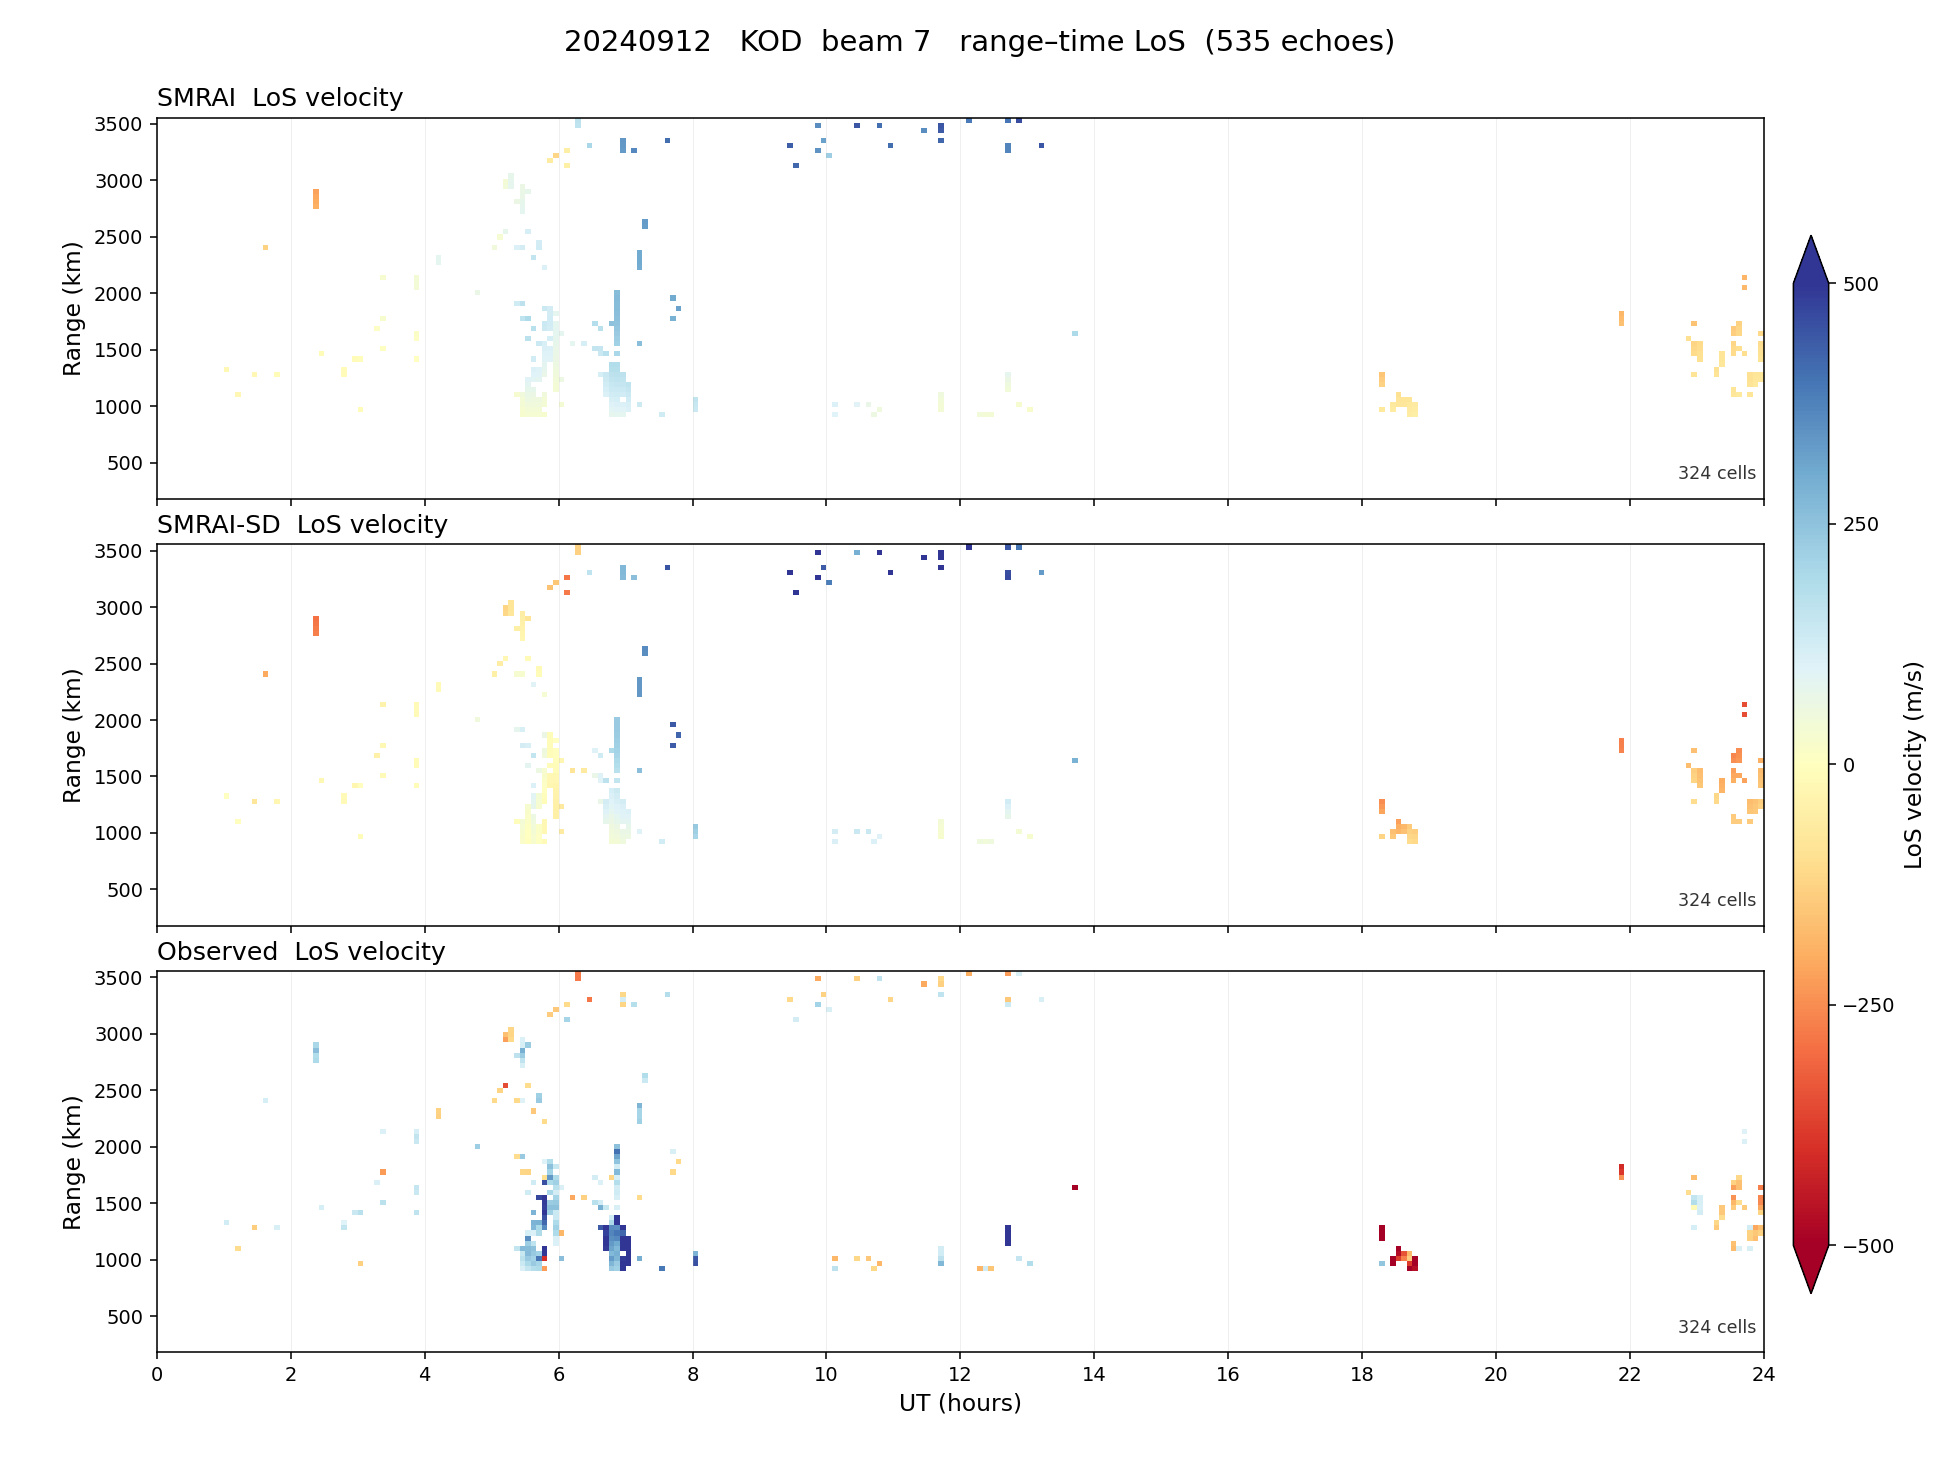 20240912   KOD  beam 7   range–time LoS  (535 echoes)
SMRAI  LoS velocity
3500
3000
2500
2000
1500
1000
500
Range (km)
324 cells
SMRAI-SD  LoS velocity
3500
3000
2500
2000
1500
1000
500
Range (km)
324 cells
Observed  LoS velocity
3500
3000
2500
2000
1500
1000
500
Range (km)
324 cells
0 2 4 6 8 10 12 14 16 18 20 22 24
UT (hours)
500
250
0
−250
−500
LoS velocity (m/s)